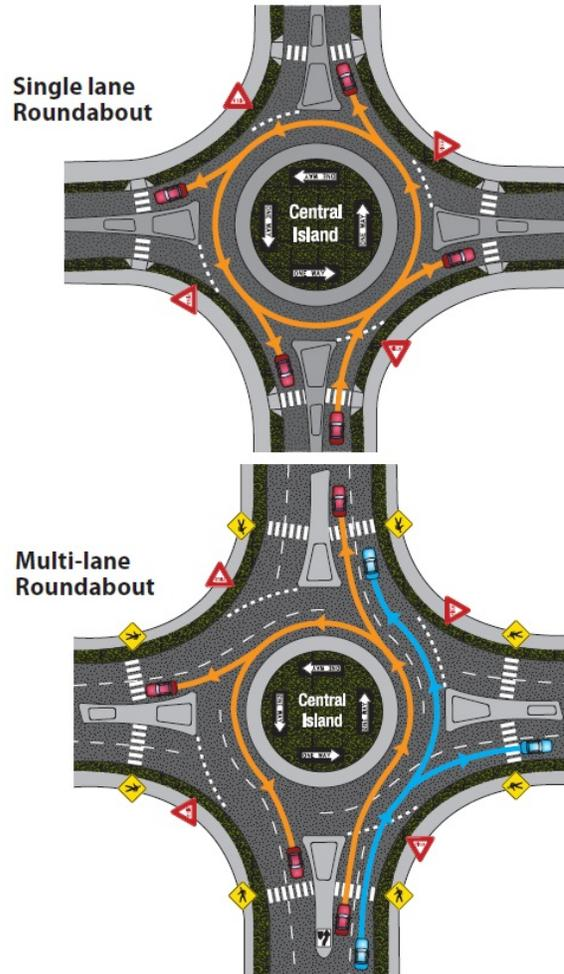 Single lane
Roundabout
ONE WAY
ONE WAY
Central
Island
ONE WAY
ONE WAY
Multi-lane
Roundabout
ONE WAY
ONE WAY
Central
Island
ONE WAY
ONE WAY